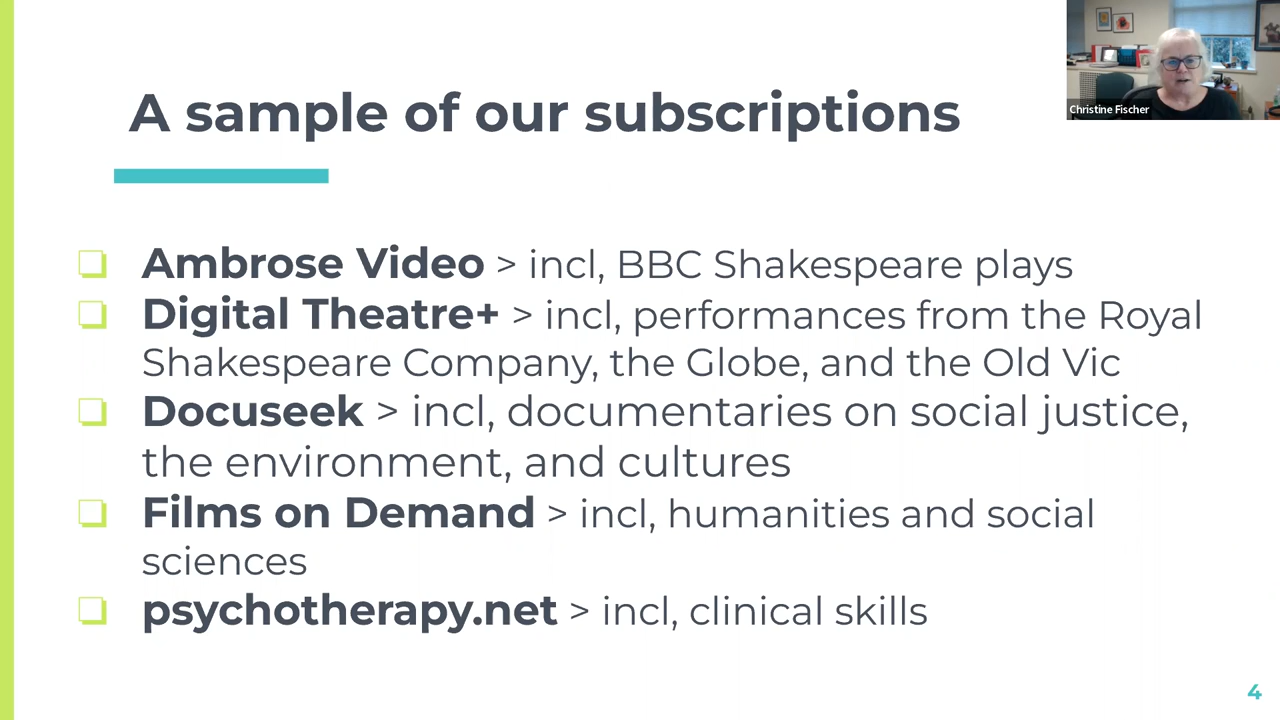 A sample of our subscriptions
Christine Fischer
Ambrose Video > incl, BBC Shakespeare plays
Digital Theatre+ > incl, performances from the Royal
Shakespeare Company, the Globe, and the Old Vic
Docuseek > incl, documentaries on social justice,
the environment, and cultures
Films on Demand > incl, humanities and social
sciences
psychotherapy.net > incl, clinical skills
4